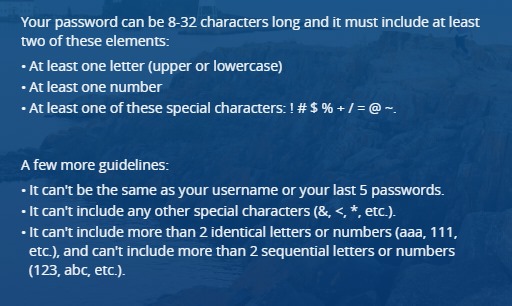 Your password can be 8-32 characters long and it must include at least
two of these elements:
• At least one letter (upper or lowercase)
• At least one number
• At least one of these special characters: ! # $ % + / = @ ~.
A few more guidelines:
• It can't be the same as your username or your last 5 passwords.
• It can't include any other special characters (&, <, *, etc.).
• It can't include more than 2 identical letters or numbers (aaa, 111,
etc.), and can't include more than 2 sequential letters or numbers
(123, abc, etc.).